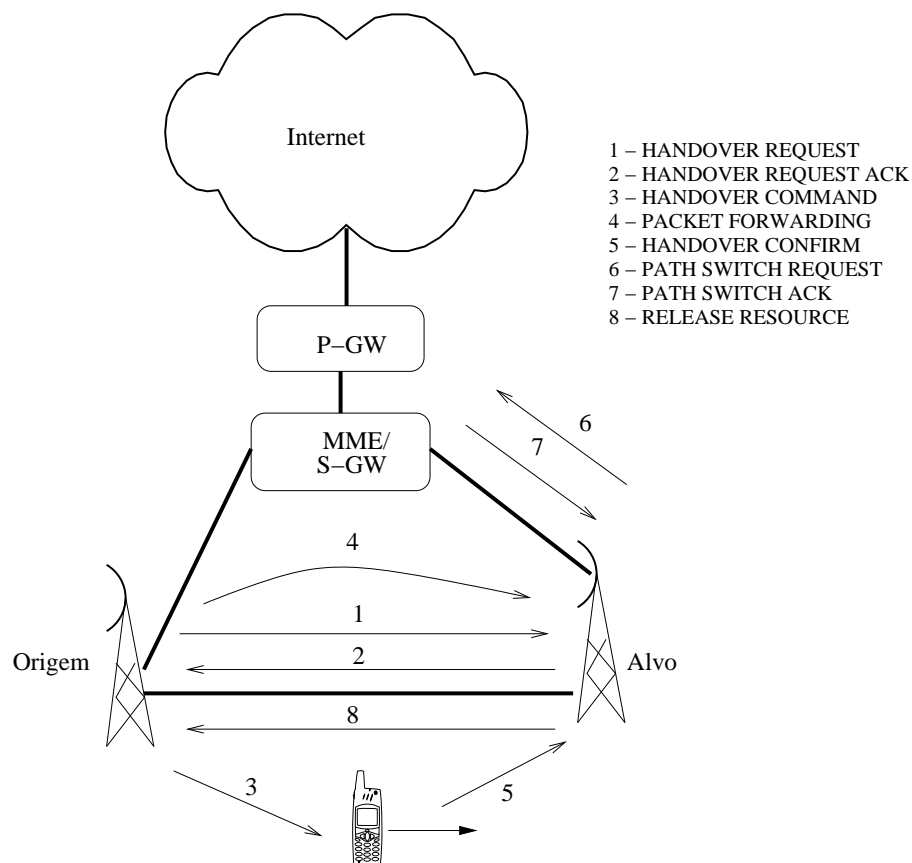 Internet
1 – HANDOVER REQUEST
2 – HANDOVER REQUEST ACK
3 – HANDOVER COMMAND
4 – PACKET FORWARDING
5 – HANDOVER CONFIRM
6 – PATH SWITCH REQUEST
7 – PATH SWITCH ACK
8 – RELEASE RESOURCE
P–GW
MME/
S–GW
6
7
4
1
Origem
2
Alvo
8
3
5